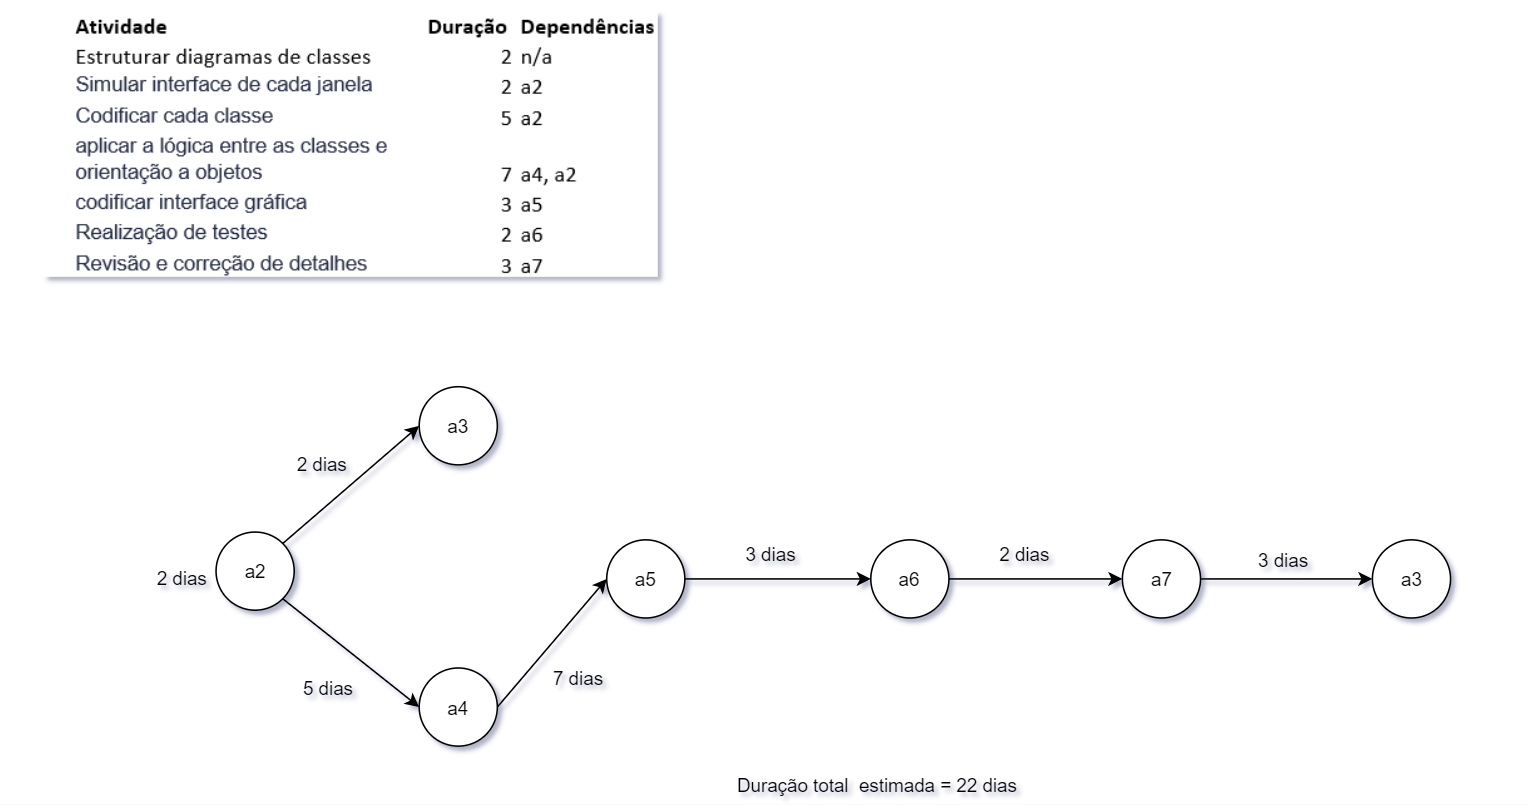 Atividade Duração Dependências
Estruturar diagramas de classes 2 n/a
Simular interface de cada janela 2 a2
Codificar cada classe 5 a2
aplicar a lógica entre as classes e
orientação a objetos 7 a4, a2
codificar interface gráfica 3 a5
Realização de testes 2 a6
Revisão e correção de detalhes 3 a7
a3
2 dias
a2
2 dias
a5
3 dias
a6
2 dias
a7
3 dias
a3
5 dias
7 dias
a4
Duração total estimada = 22 dias